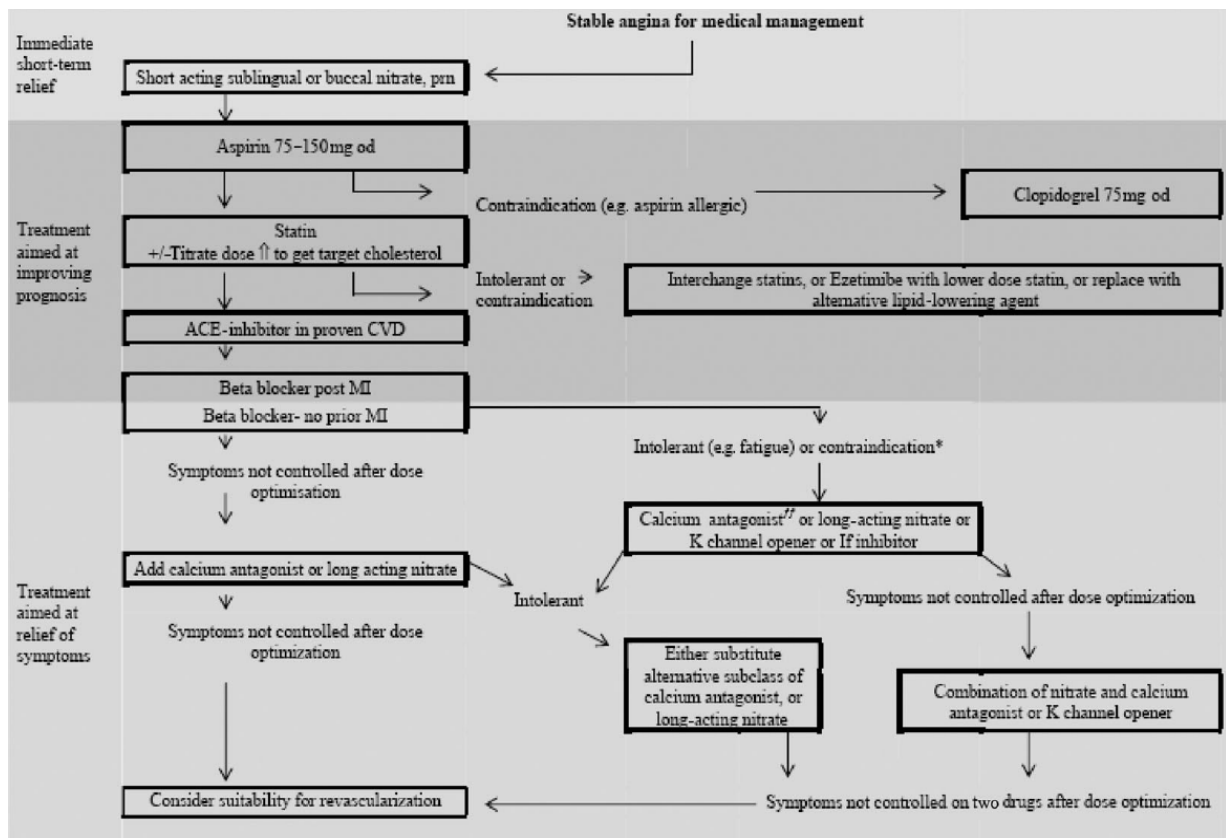 Stable angina for medical management
Immediate
short-term
relief
Short acting sublingual or buccal nitrate, prn
Aspirin 75–150mg od
Contraindication (e.g. aspirin allergic)
Clopidogrel 75mg od
Treatment
aimed at
improving
prognosis
Statin
+/-Titrate dose ⇑ to get target cholesterol
Intolerant or
contraindication
Interchange statins, or Ezetimibe with lower dose statin, or replace with
alternative lipid-lowering agent
ACE-inhibitor in proven CVD
Beta blocker post MI
Beta blocker- no prior MI
Intolerant (e.g. fatigue) or contraindication*
Symptoms not controlled after dose
optimisation
Calcium antagonist// or long-acting nitrate or
K channel opener or If inhibitor
Treatment
aimed at
relief of
symptoms
Add calcium antagonist or long acting nitrate
Intolerant
Symptoms not controlled after dose optimization
Symptoms not controlled after dose
optimization
Either substitute
alternative subclass of
calcium antagonist, or
long-acting nitrate
Combination of nitrate and calcium
antagonist or K channel opener
Consider suitability for revascularization
Symptoms not controlled on two drugs after dose optimization